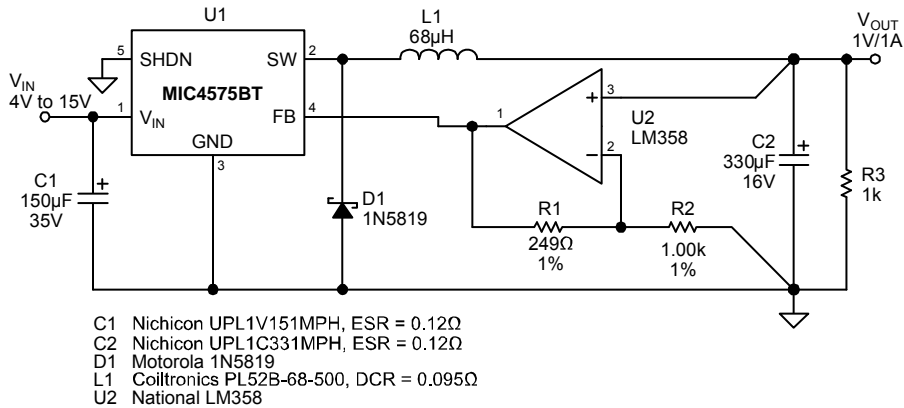 U1
5
SHDN
SW
2
MIC4575BT
1
VIN
FB
4
GND
3
VIN
4V to 15V
C1
150µF
35V
+
D1
1N5819
L1
68µH
1
+
3
−
2
U2
LM358
R1
249Ω
1%
R2
1.00k
1%
VOUT
1V/1A
C2
330µF
16V
+
R3
1k
C1 Nichicon UPL1V151MPH, ESR = 0.12Ω
C2 Nichicon UPL1C331MPH, ESR = 0.12Ω
D1 Motorola 1N5819
L1 Coiltronics PL52B-68-500, DCR = 0.095Ω
U2 National LM358